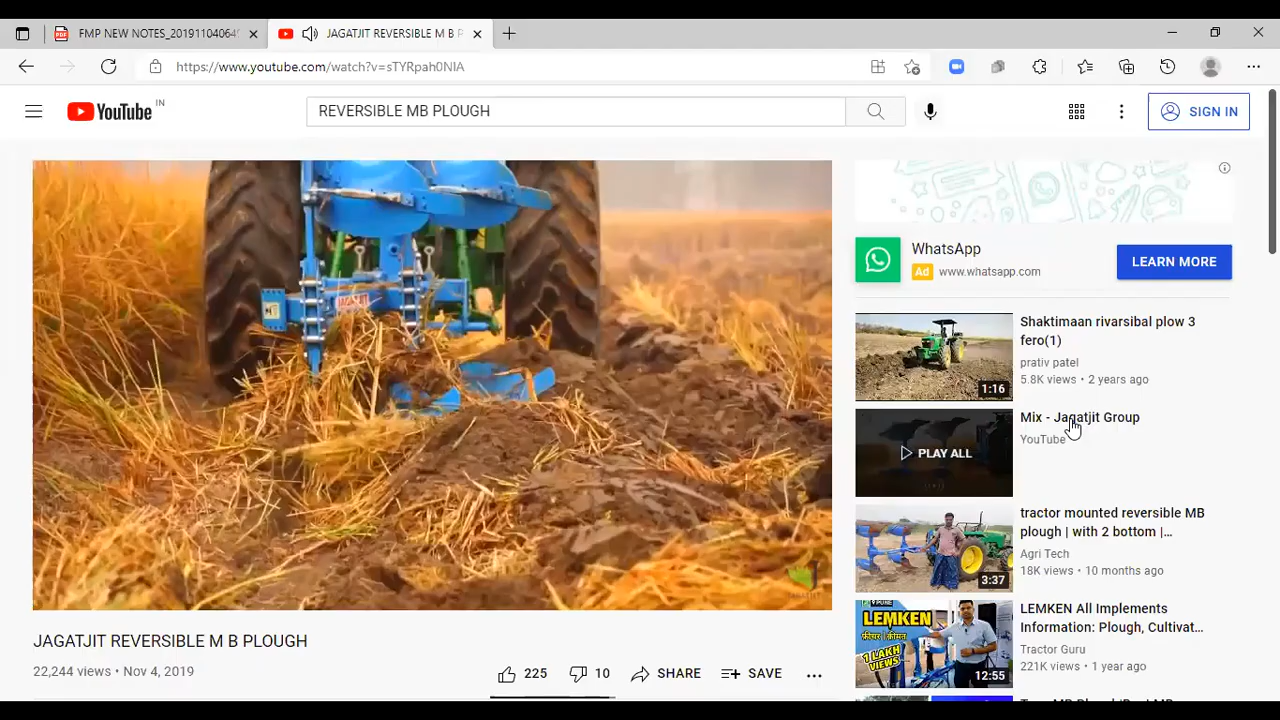 FMP NEW NOTES_20191104064
JAGATJIT REVERSIBLE M B P
https://www.youtube.com/watch?v=sTYRpah0NIA
YouTube IN
REVERSIBLE MB PLOUGH
SIGN IN
JAGATJIT
WhatsApp
Ad www.whatsapp.com
LEARN MORE
Shaktimaan rivarsibal plow 3
fero(1)
prativ patel
5.8K views • 2 years ago
1:16
Mix - Jagatjit Group
YouTube
PLAY ALL
tractor mounted reversible MB
plough | with 2 bottom |...
Agri Tech
18K views • 10 months ago
3:37
LEMKEN All Implements
Information: Plough, Cultivat...
Tractor Guru
221K views • 1 year ago
LEMKEN
1 LAKH
VIEWS
12:55
JAGATJIT REVERSIBLE M B PLOUGH
22,244 views • Nov 4, 2019
225
10
SHARE
SAVE